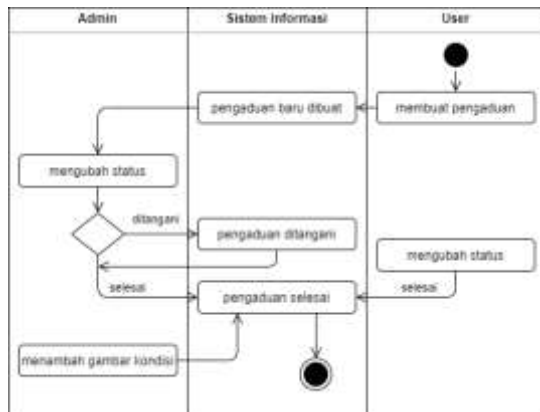 Admin
Sistem Informasi
User
pengaduan baru dibuat
membuat pengaduan
mengubah status
ditangani
pengaduan ditangani
mengubah status
selesai
pengaduan selesai
selesai
menambah gambar kondisi